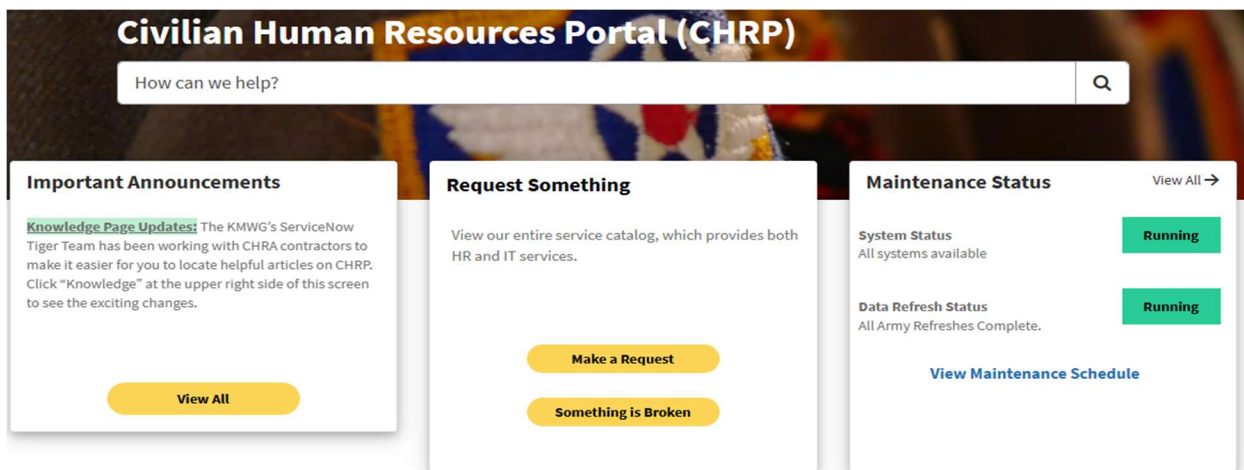 Civilian Human Resources Portal (CHRP)
How can we help?
Important Announcements
Knowledge Page Updates: The KMWG's ServiceNow
Tiger Team has been working with CHRA contractors to
make it easier for you to locate helpful articles on CHRP.
Click “Knowledge” at the upper right side of this screen
to see the exciting changes.
View All
Request Something
View our entire service catalog, which provides both
HR and IT services.
Make a Request
Something is Broken
Maintenance Status
View All →
System Status
All systems available
Running
Data Refresh Status
All Army Refreshes Complete.
Running
View Maintenance Schedule